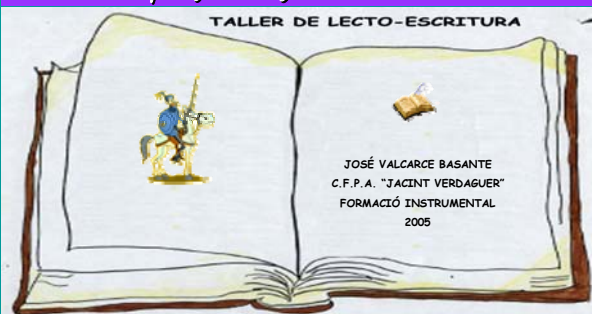 TALLER DE LECTO-ESCRITURA
JOSÉ VALCARCE BASANTE
C.F.P.A. “JACINT VERDAGUER”
FORMACIÓ INSTRUMENTAL
2005